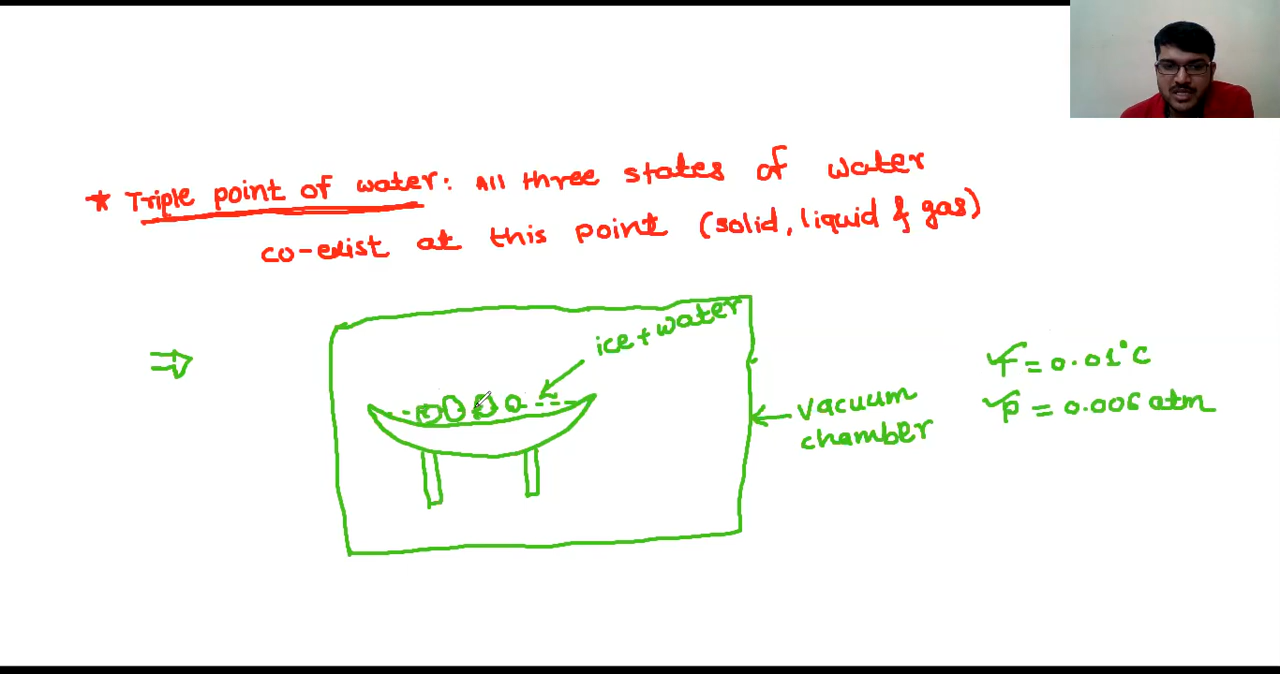 * Triple point of water: All three states of water
co-exist at this point (solid, liquid & gas)
⇒
ice + water
vacuum
chamber
T = 0.01°C
P = 0.006 atm